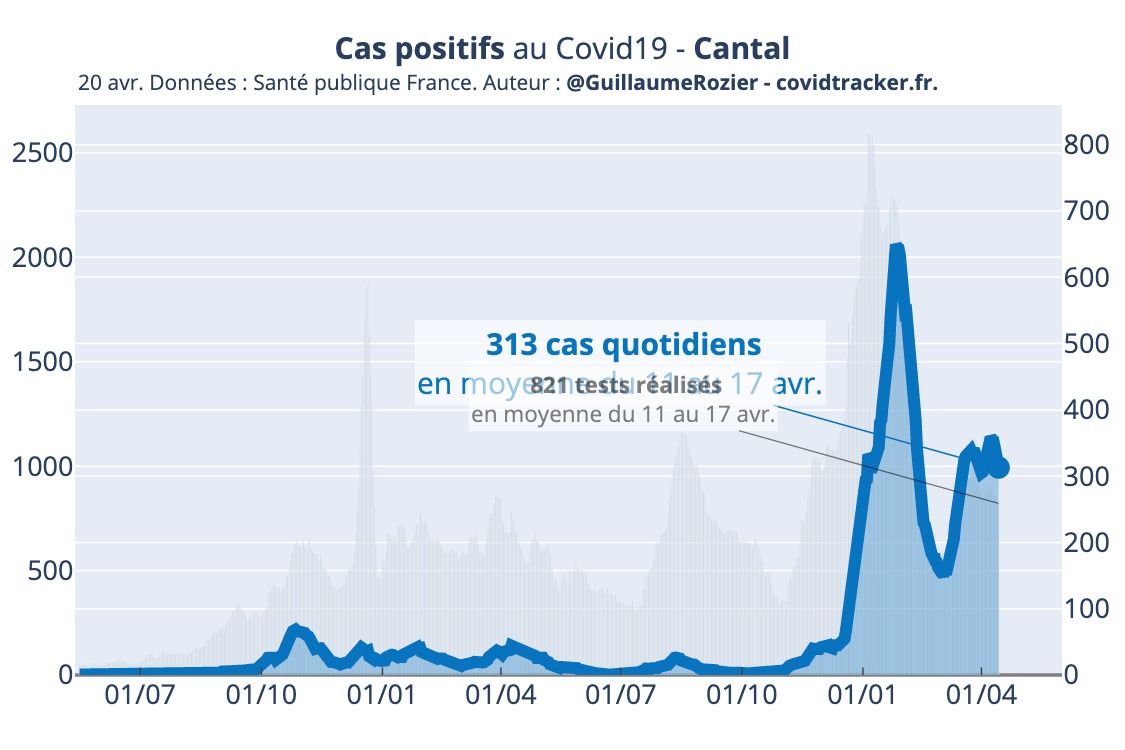 Cas positifs au Covid19 - Cantal
20 avr. Données : Santé publique France. Auteur : @GuillaumeRozier - covidtracker.fr.
2500
2000
1500
1000
500
0
800
700
600
500
400
300
200
100
0
313 cas quotidiens
en moyenne du 11 au 17 avr.
821 tests réalisés
en moyenne du 11 au 17 avr.
01/07 01/10 01/01 01/04 01/07 01/10 01/01 01/04